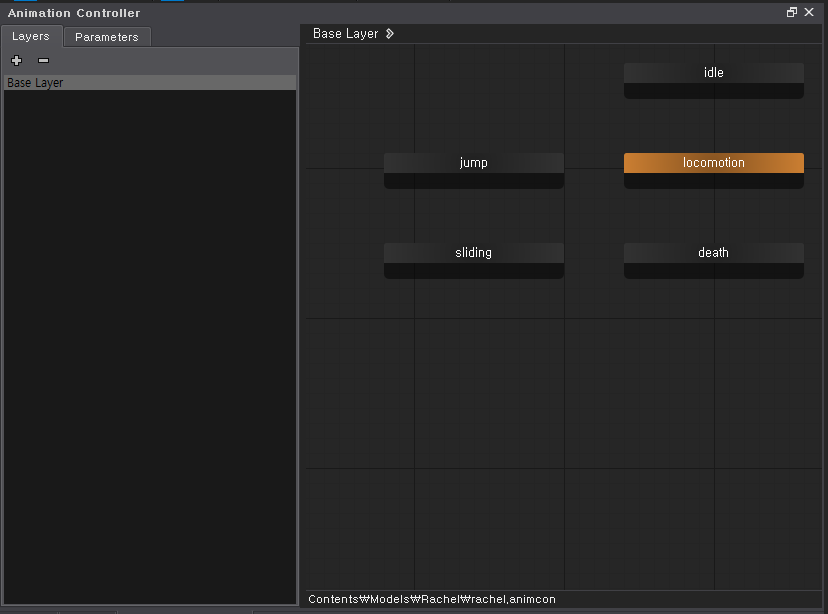 Animation Controller
Layers Parameters
Base Layer
Base Layer
idle
jump
locomotion
sliding
death
Contents₩Models₩Rachel₩rachel.animcon